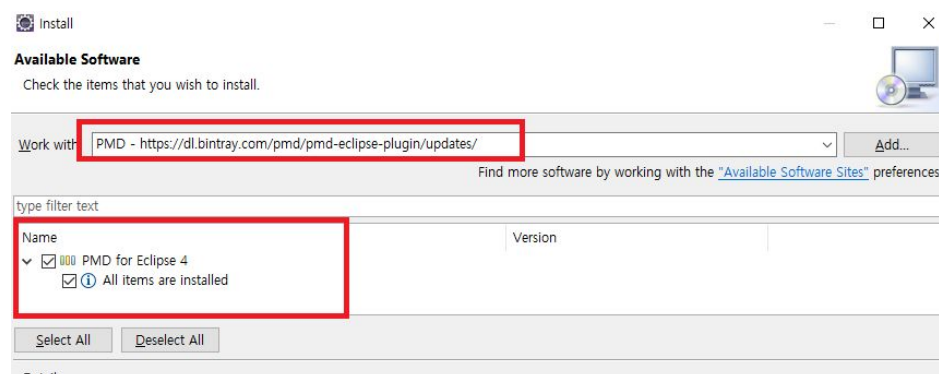 Install
Available Software
Check the items that you wish to install.
Work with: PMD - https://dl.bintray.com/pmd/pmd-eclipse-plugin/updates/ Add...
Find more software by working with the "Available Software Sites" preferences
type filter text
Name Version
PMD for Eclipse 4
All items are installed
Select All Deselect All